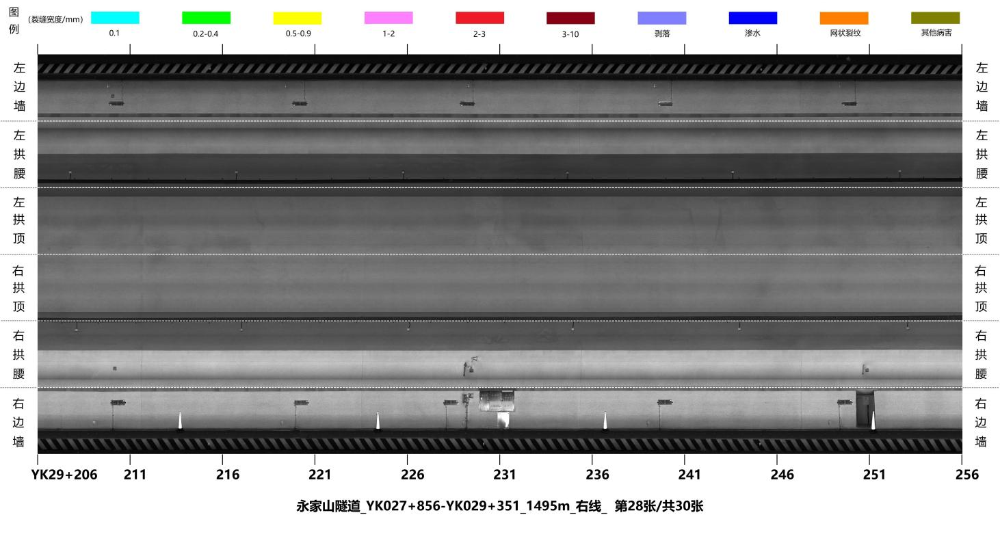 图例
(裂缝宽度/mm)
0.1
0.2-0.4
0.5-0.9
1-2
2-3
3-10
剥落
渗水
网状裂纹
其他病害
左边墙
左边墙
左拱腰
左拱腰
左拱顶
左拱顶
右拱顶
右拱顶
右拱腰
右拱腰
右边墙
右边墙
YK29+206 211 216 221 226 231 236 241 246 251 256
永家山隧道_YK027+856-YK029+351_1495m_右线_ 第28张/共30张